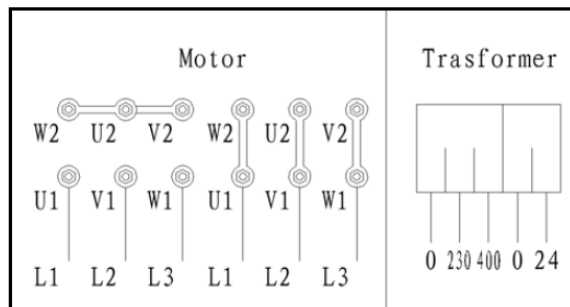 Motor Trasformer
W2 U2 V2 W2 U2 V2
U1 V1 W1 U1 V1 W1
L1 L2 L3 L1 L2 L3
0 230 400 0 24